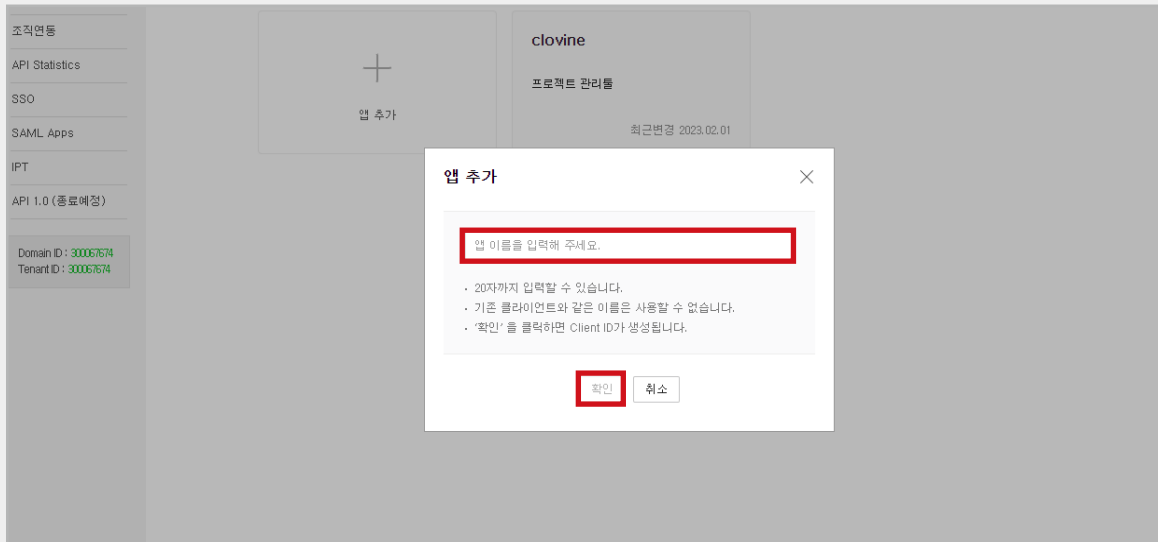 조직연동
API Statistics
SSO
SAML Apps
IPT
API 1.0 (종료예정)
Domain ID : 300067674
Tenant ID : 300067674
앱 추가
clovine
프로젝트 관리툴
최근변경 2023.02.01
앱 추가
앱 이름을 입력해 주세요.
· 20자까지 입력할 수 있습니다.
· 기존 클라이언트와 같은 이름은 사용할 수 없습니다.
· ‘확인’ 을 클릭하면 Client ID가 생성됩니다.
확인 취소